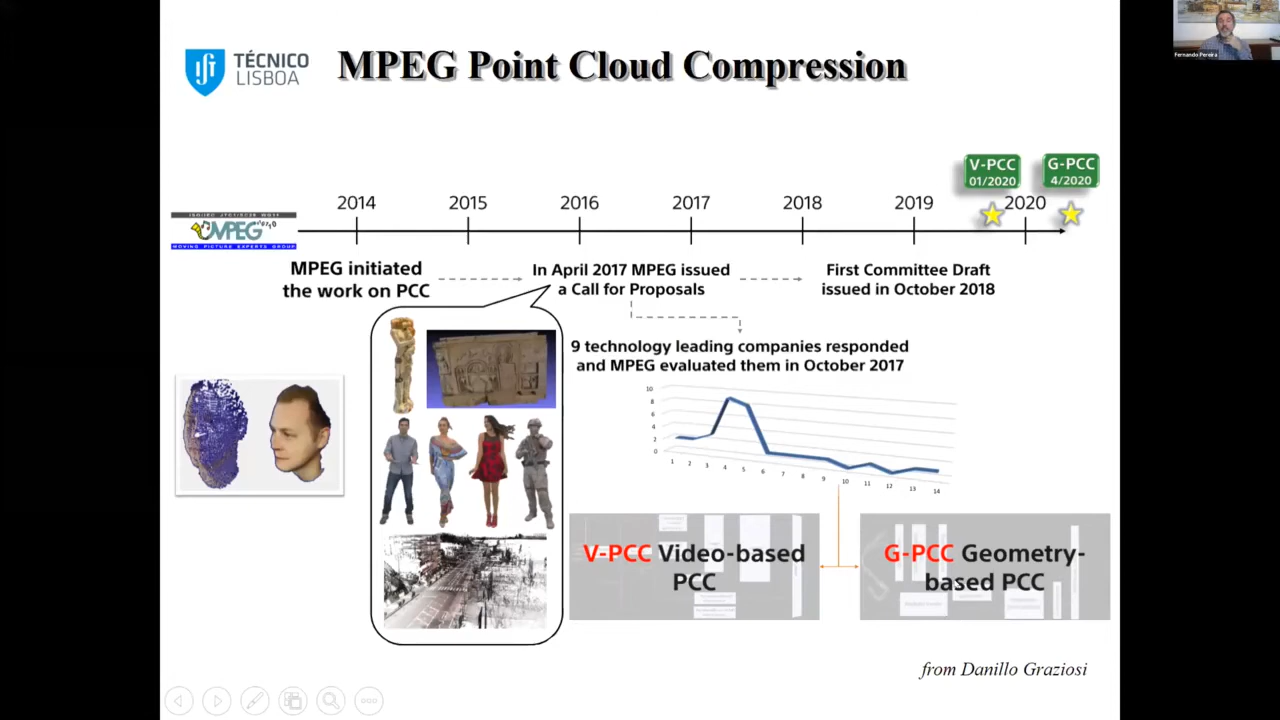 TÉCNICO
LISBOA
MPEG Point Cloud Compression
Fernando Pereira
V-PCC
01/2020
G-PCC
4/2020
2014
2015
2016
2017
2018
2019
2020
MPEG
MOVING PICTURE EXPERTS GROUP
MPEG initiated
the work on PCC
In April 2017 MPEG issued
a Call for Proposals
First Committee Draft
issued in October 2018
9 technology leading companies responded
and MPEG evaluated them in October 2017
10
8
6
4
2
0
1 2 3 4 5 6 7 8 9 10 11 12 13 14
V-PCC Video-based
PCC
G-PCC Geometry-
based PCC
from Danillo Graziosi